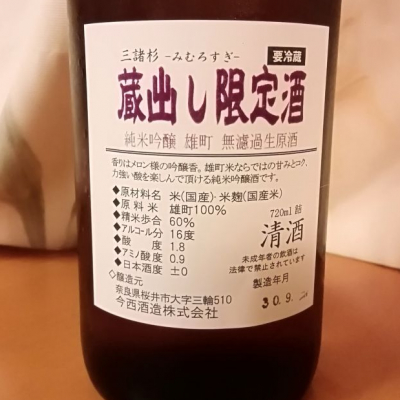 三諸杉 -みむろすぎ-
要冷蔵
蔵出し限定酒
純米吟醸 雄町 無濾過生原酒
香りはメロン様の吟醸香。雄町米ならではの甘みとコク、
力強い酸を楽しんで頂ける純米吟醸酒です。
◆原材料名 米(国産)・米麹(国産米)
◆原料米 雄町100%
◆精米歩合 60%
◆アルコール分 16度
◆酸度 1.8
◆アミノ酸度 0.9
◆日本酒度 ±0
720ml 詰
清酒
未成年者の飲酒は
法律で禁止されています
製造年月
30.9.
◇醸造元
奈良県桜井市大字三輪510
今西酒造株式会社